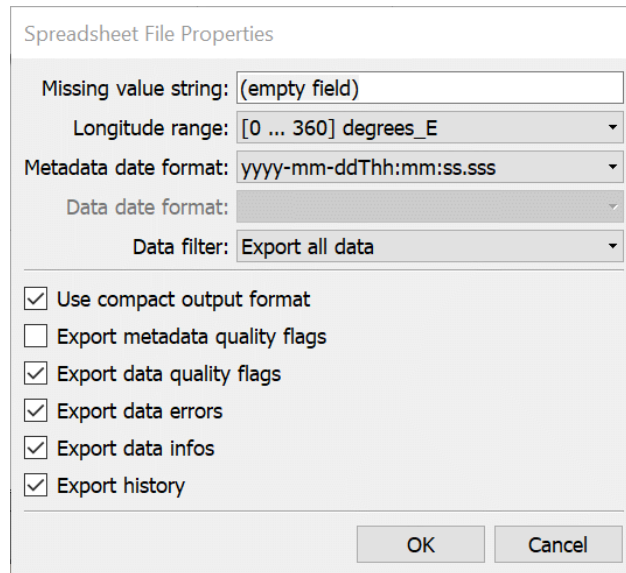 Spreadsheet File Properties
Missing value string: (empty field)
Longitude range: [0 ... 360] degrees_E
Metadata date format: yyyy-mm-ddThh:mm:ss.sss
Data date format:
Data filter: Export all data
Use compact output format
Export metadata quality flags
Export data quality flags
Export data errors
Export data infos
Export history
OK Cancel